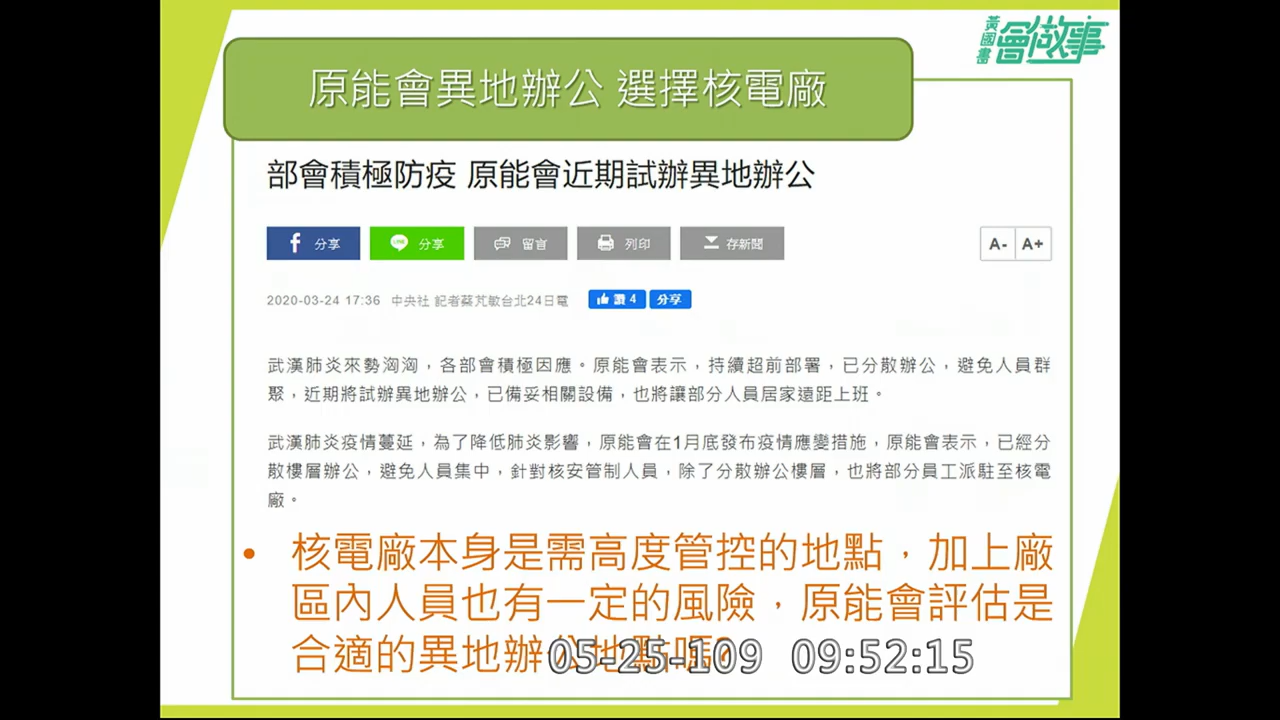 黃國書
會做事
原能會異地辦公 選擇核電廠
部會積極防疫 原能會近期試辦異地辦公
分享 LINE 分享 留言 列印 存新聞 A- A+
2020-03-24 17:36 中央社 記者蔡芃敏台北24日電 讚 4 分享
武漢肺炎來勢洶洶，各部會積極因應。原能會表示，持續超前部署，已分散辦公，避免人員群
聚，近期將試辦異地辦公，已備妥相關設備，也將讓部分人員居家遠距上班。
武漢肺炎疫情蔓延，為了降低肺炎影響，原能會在1月底發布疫情應變措施，原能會表示，已經分
散樓層辦公，避免人員集中，針對核安管制人員，除了分散辦公樓層，也將部分員工派駐至核電
廠。
• 核電廠本身是需高度管控的地點，加上廠
區內人員也有一定的風險，原能會評估是
合適的異地辦公地點嗎?
05-25-109 09:52:15